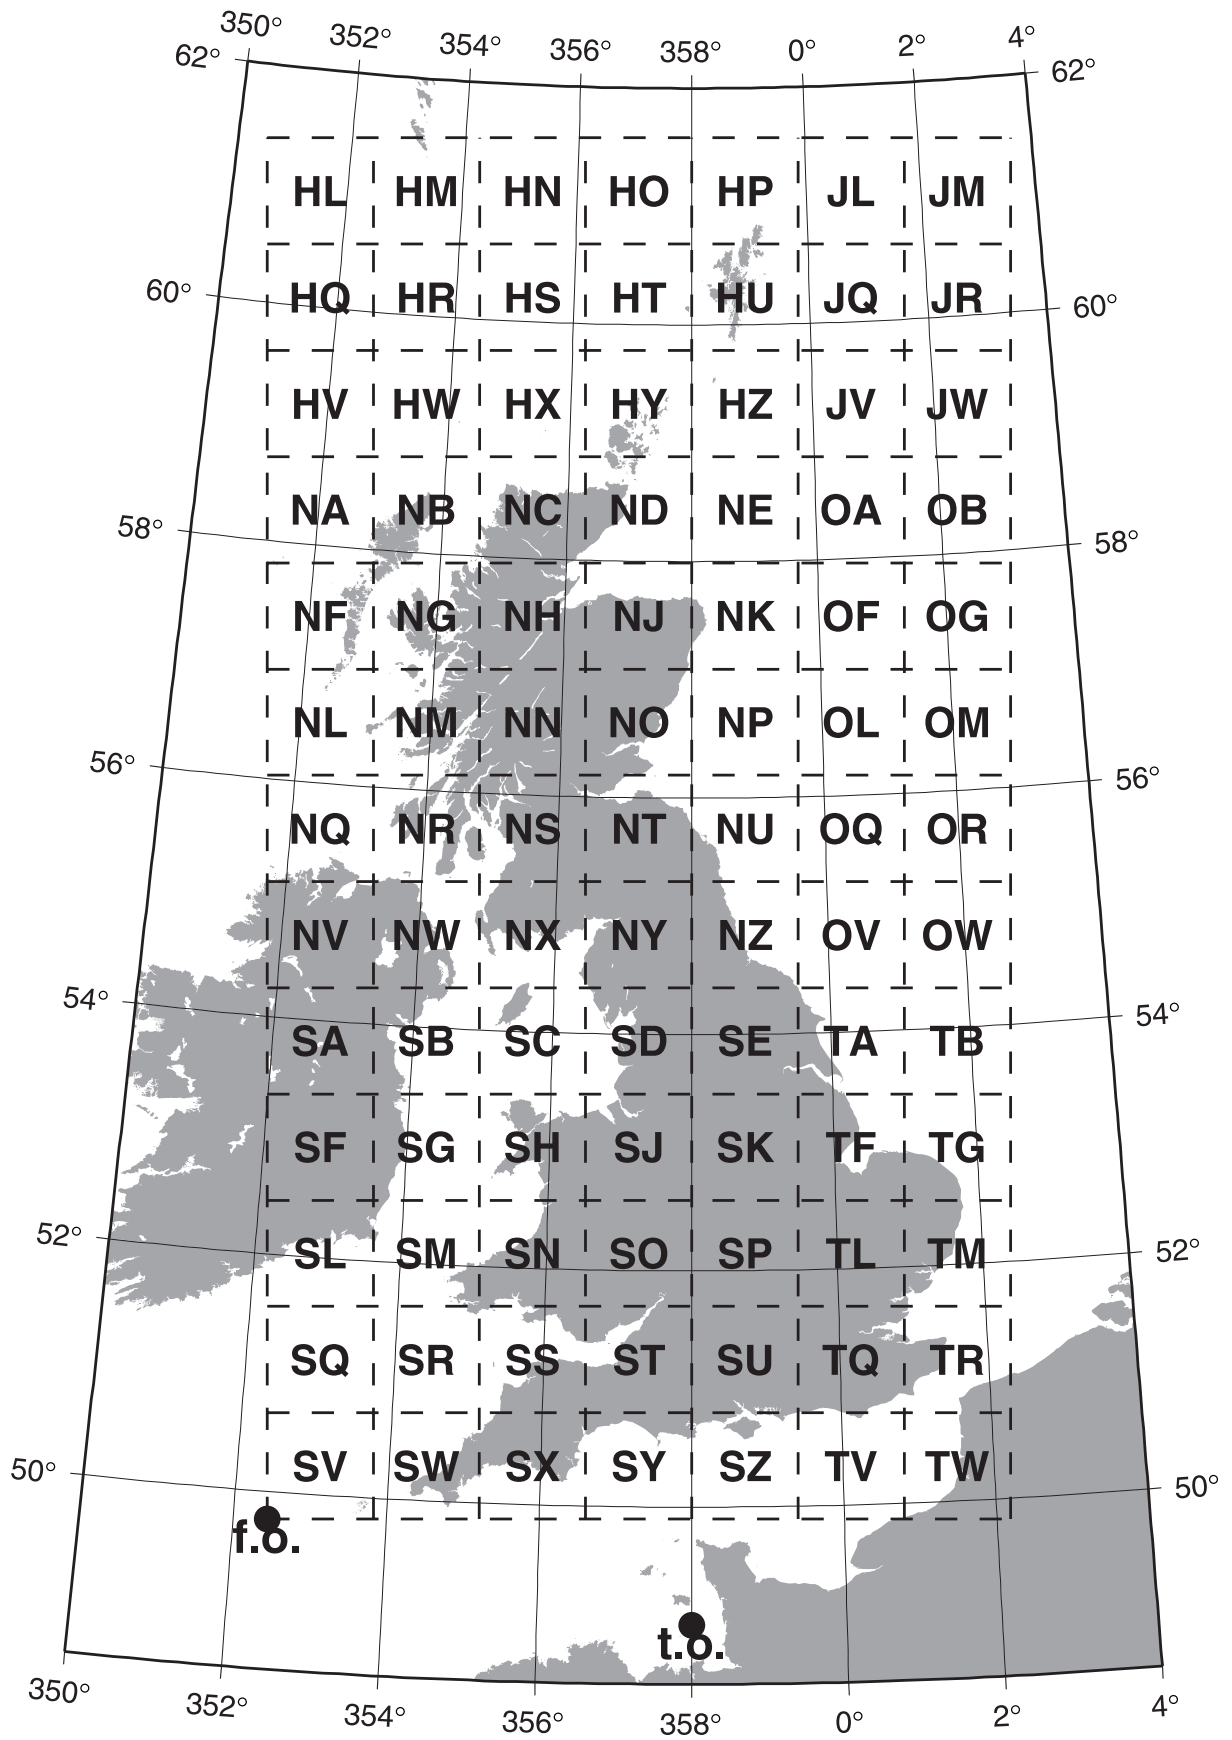 350° 352° 354° 356° 358° 0° 2° 4°
62° 62°
HL HM HN HO HP JL JM
HQ HR HS HT HU JQ JR
60° 60°
HV HW HX HY HZ JV JW
NA NB NC ND NE OA OB
58° 58°
NF NG NH NJ NK OF OG
NL NM NN NO NP OL OM
56° 56°
NQ NR NS NT NU OQ OR
NV NW NX NY NZ OV OW
54° 54°
SA SB SC SD SE TA TB
SF SG SH SJ SK TF TG
52° 52°
SL SM SN SO SP TL TM
SQ SR SS ST SU TQ TR
SV SW SX SY SZ TV TW
50° 50°
f.o.
t.o.
350° 352° 354° 356° 358° 0° 2° 4°